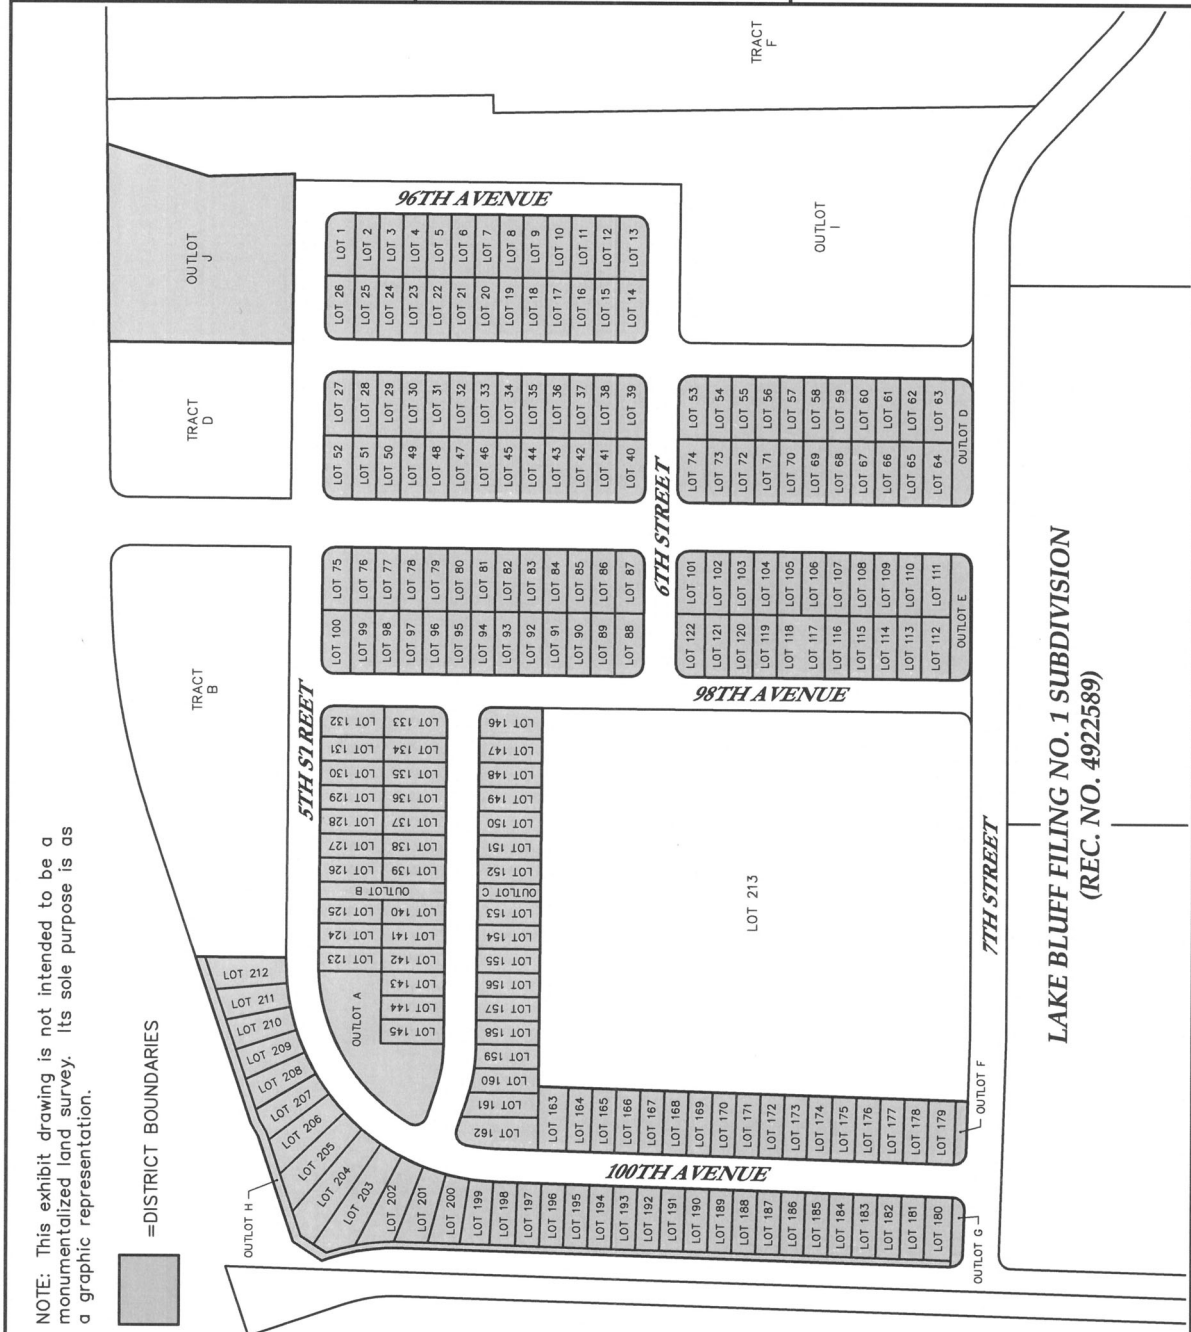 NOTE: This exhibit drawing is not intended to be a
monumentalized land survey. Its sole purpose is as
a graphic representation.
=DISTRICT BOUNDARIES
TRACT
F
OUTLOT
J
OUTLOT
I
TRACT
D
TRACT
B
96TH AVENUE
LOT 1
LOT 2
LOT 3
LOT 4
LOT 5
LOT 6
LOT 7
LOT 8
LOT 9
LOT 10
LOT 11
LOT 12
LOT 13
LOT 26
LOT 25
LOT 24
LOT 23
LOT 22
LOT 21
LOT 20
LOT 19
LOT 18
LOT 17
LOT 16
LOT 15
LOT 14
LOT 27
LOT 28
LOT 29
LOT 30
LOT 31
LOT 32
LOT 33
LOT 34
LOT 35
LOT 36
LOT 37
LOT 38
LOT 39
LOT 52
LOT 51
LOT 50
LOT 49
LOT 48
LOT 47
LOT 46
LOT 45
LOT 44
LOT 43
LOT 42
LOT 41
LOT 40
LOT 53
LOT 54
LOT 55
LOT 56
LOT 57
LOT 58
LOT 59
LOT 60
LOT 61
LOT 62
LOT 63
LOT 74
LOT 73
LOT 72
LOT 71
LOT 70
LOT 69
LOT 68
LOT 67
LOT 66
LOT 65
LOT 64
OUTLOT D
6TH STREET
LOT 75
LOT 76
LOT 77
LOT 78
LOT 79
LOT 80
LOT 81
LOT 82
LOT 83
LOT 84
LOT 85
LOT 86
LOT 87
LOT 100
LOT 99
LOT 98
LOT 97
LOT 96
LOT 95
LOT 94
LOT 93
LOT 92
LOT 91
LOT 90
LOT 89
LOT 88
LOT 101
LOT 102
LOT 103
LOT 104
LOT 105
LOT 106
LOT 107
LOT 108
LOT 109
LOT 110
LOT 111
LOT 122
LOT 121
LOT 120
LOT 119
LOT 118
LOT 117
LOT 116
LOT 115
LOT 114
LOT 113
LOT 112
OUTLOT E
98TH AVENUE
5TH STREET
LOT 132
LOT 131
LOT 130
LOT 129
LOT 128
LOT 127
LOT 126
OUTLOT B
LOT 125
LOT 124
LOT 123
LOT 133
LOT 134
LOT 135
LOT 136
LOT 137
LOT 138
LOT 139
LOT 140
LOT 141
LOT 142
LOT 143
LOT 144
LOT 145
OUTLOT A
LOT 146
LOT 147
LOT 148
LOT 149
LOT 150
LOT 151
LOT 152
OUTLOT C
LOT 153
LOT 154
LOT 155
LOT 156
LOT 157
LOT 158
LOT 159
LOT 160
LOT 161
LOT 162
LOT 213
LOT 163
LOT 164
LOT 165
LOT 166
LOT 167
LOT 168
LOT 169
LOT 170
LOT 171
LOT 172
LOT 173
LOT 174
LOT 175
LOT 176
LOT 177
LOT 178
LOT 179
OUTLOT F
100TH AVENUE
7TH STREET
LOT 212
LOT 211
LOT 210
LOT 209
LOT 208
LOT 207
LOT 206
LOT 205
LOT 204
LOT 203
LOT 202
LOT 201
LOT 200
LOT 199
LOT 198
LOT 197
LOT 196
LOT 195
LOT 194
LOT 193
LOT 192
LOT 191
LOT 190
LOT 189
LOT 188
LOT 187
LOT 186
LOT 185
LOT 184
LOT 183
LOT 182
LOT 181
LOT 180
OUTLOT H
OUTLOT G
LAKE BLUFF FILING NO. 1 SUBDIVISION
(REC. NO. 4922589)